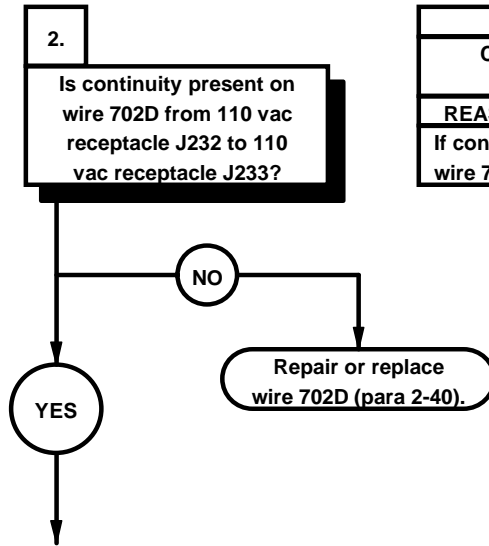 2.
Is continuity present on
wire 702D from 110 vac
receptacle J232 to 110
vac receptacle J233?
C
REA
If con
wire 7
NO
Repair or replace
wire 702D (para 2-40).
YES